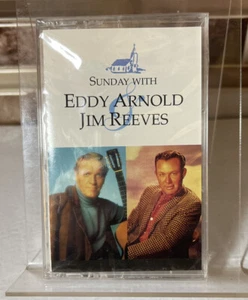 SUNDAY WITH
EDDY ARNOLD
&
JIM REEVES